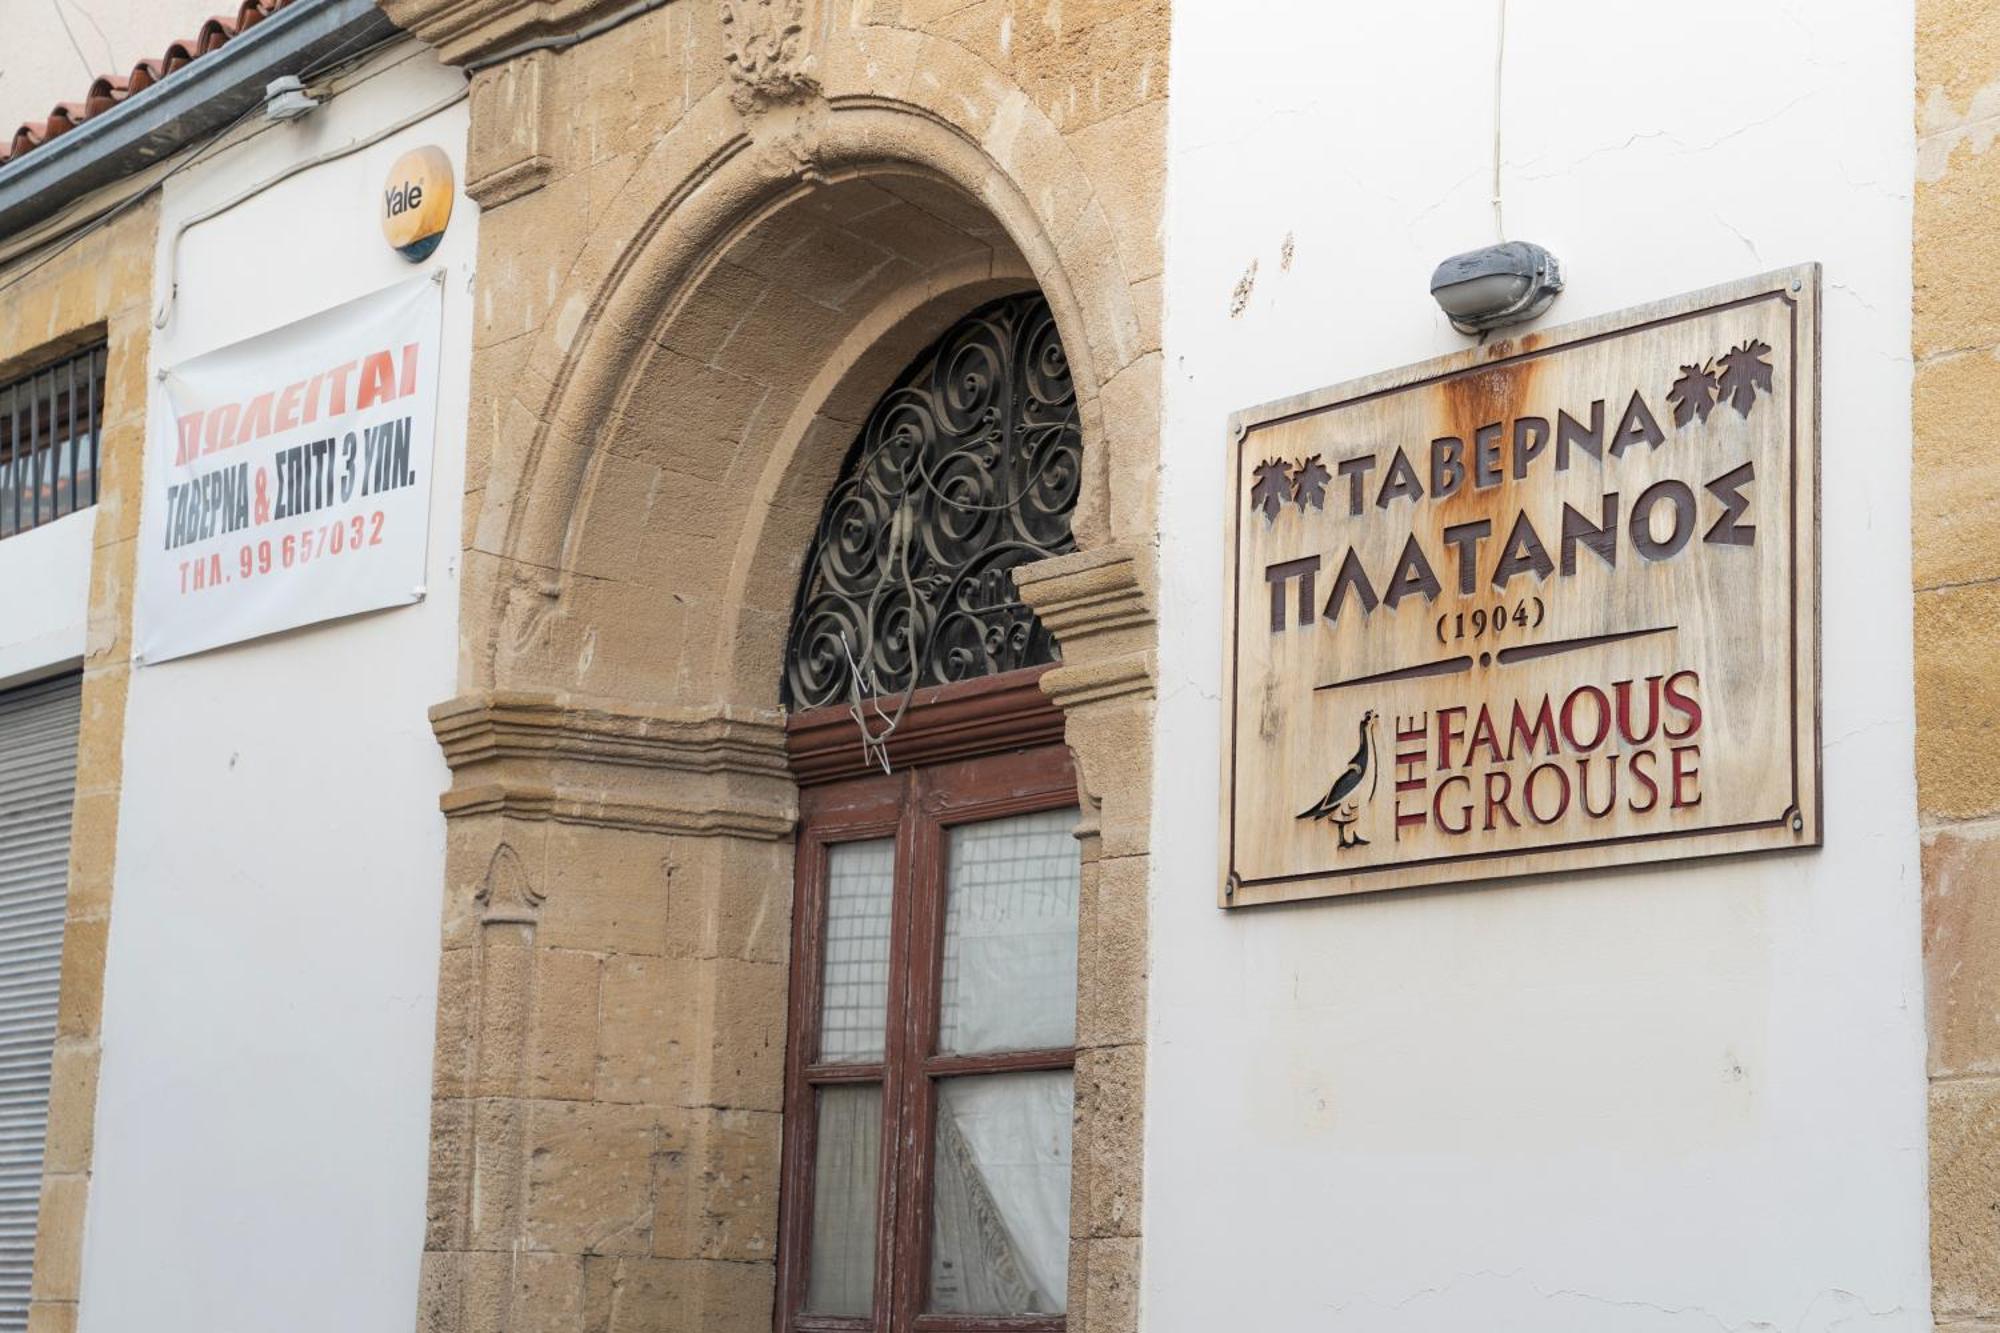 Yale
ΠΩΛΕΙΤΑΙ
ΤΑΒΕΡΝΑ & ΣΠΙΤΙ 3 ΥΠΝ.
ΤΗΛ. 99 657032
ΤΑΒΕΡΝΑ
ΠΛΑΤΑΝΟΣ
(1904)
THE FAMOUS
GROUSE